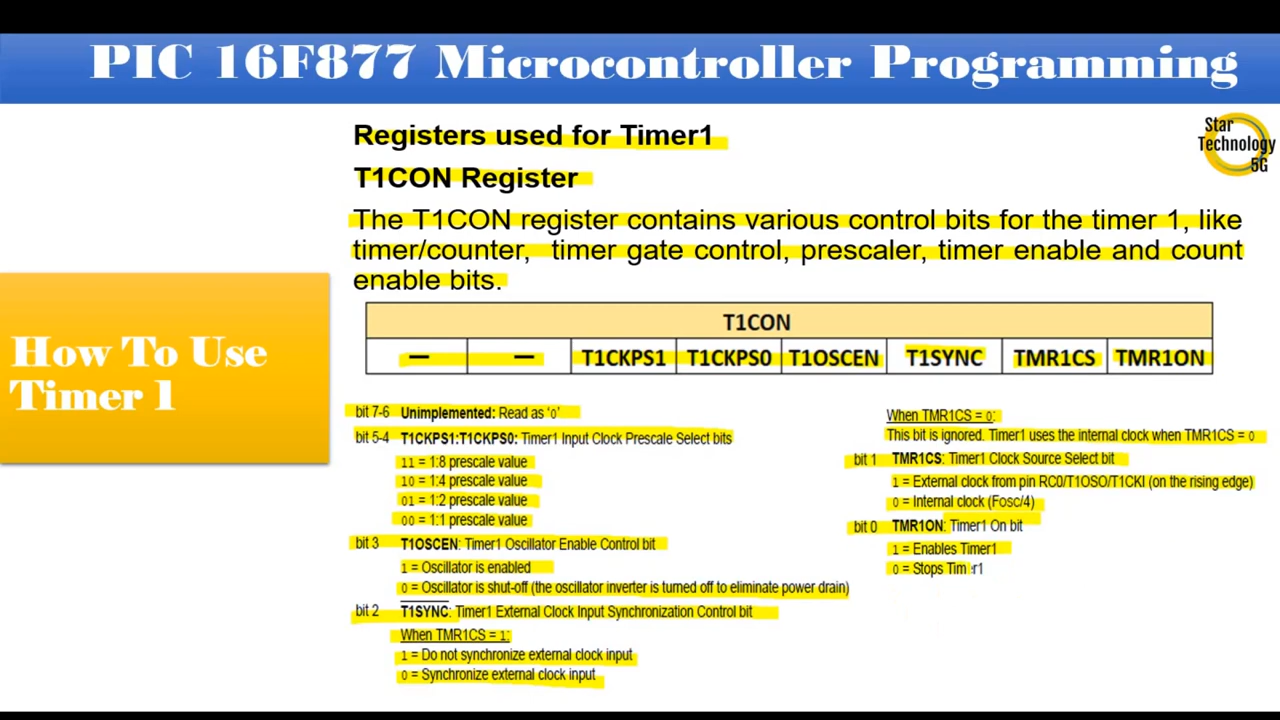 PIC 16F877 Microcontroller Programming
Star
Technology
5G
Registers used for Timer1
T1CON Register
The T1CON register contains various control bits for the timer 1, like
timer/counter, timer gate control, prescaler, timer enable and count
enable bits.
How To Use
Timer 1
T1CON
— — T1CKPS1 T1CKPS0 T1OSCEN T1SYNC TMR1CS TMR1ON
bit 7-6 Unimplemented: Read as ‘0’
bit 5-4 T1CKPS1:T1CKPS0: Timer1 Input Clock Prescale Select bits
11 = 1:8 prescale value
10 = 1:4 prescale value
01 = 1:2 prescale value
00 = 1:1 prescale value
bit 3 T1OSCEN: Timer1 Oscillator Enable Control bit
1 = Oscillator is enabled
0 = Oscillator is shut-off (the oscillator inverter is turned off to eliminate power drain)
bit 2 T1SYNC: Timer1 External Clock Input Synchronization Control bit
When TMR1CS = 1:
1 = Do not synchronize external clock input
0 = Synchronize external clock input
When TMR1CS = 0:
This bit is ignored. Timer1 uses the internal clock when TMR1CS = 0
bit 1 TMR1CS: Timer1 Clock Source Select bit
1 = External clock from pin RC0/T1OSO/T1CKI (on the rising edge)
0 = Internal clock (Fosc/4)
bit 0 TMR1ON: Timer1 On bit
1 = Enables Timer1
0 = Stops Timer1